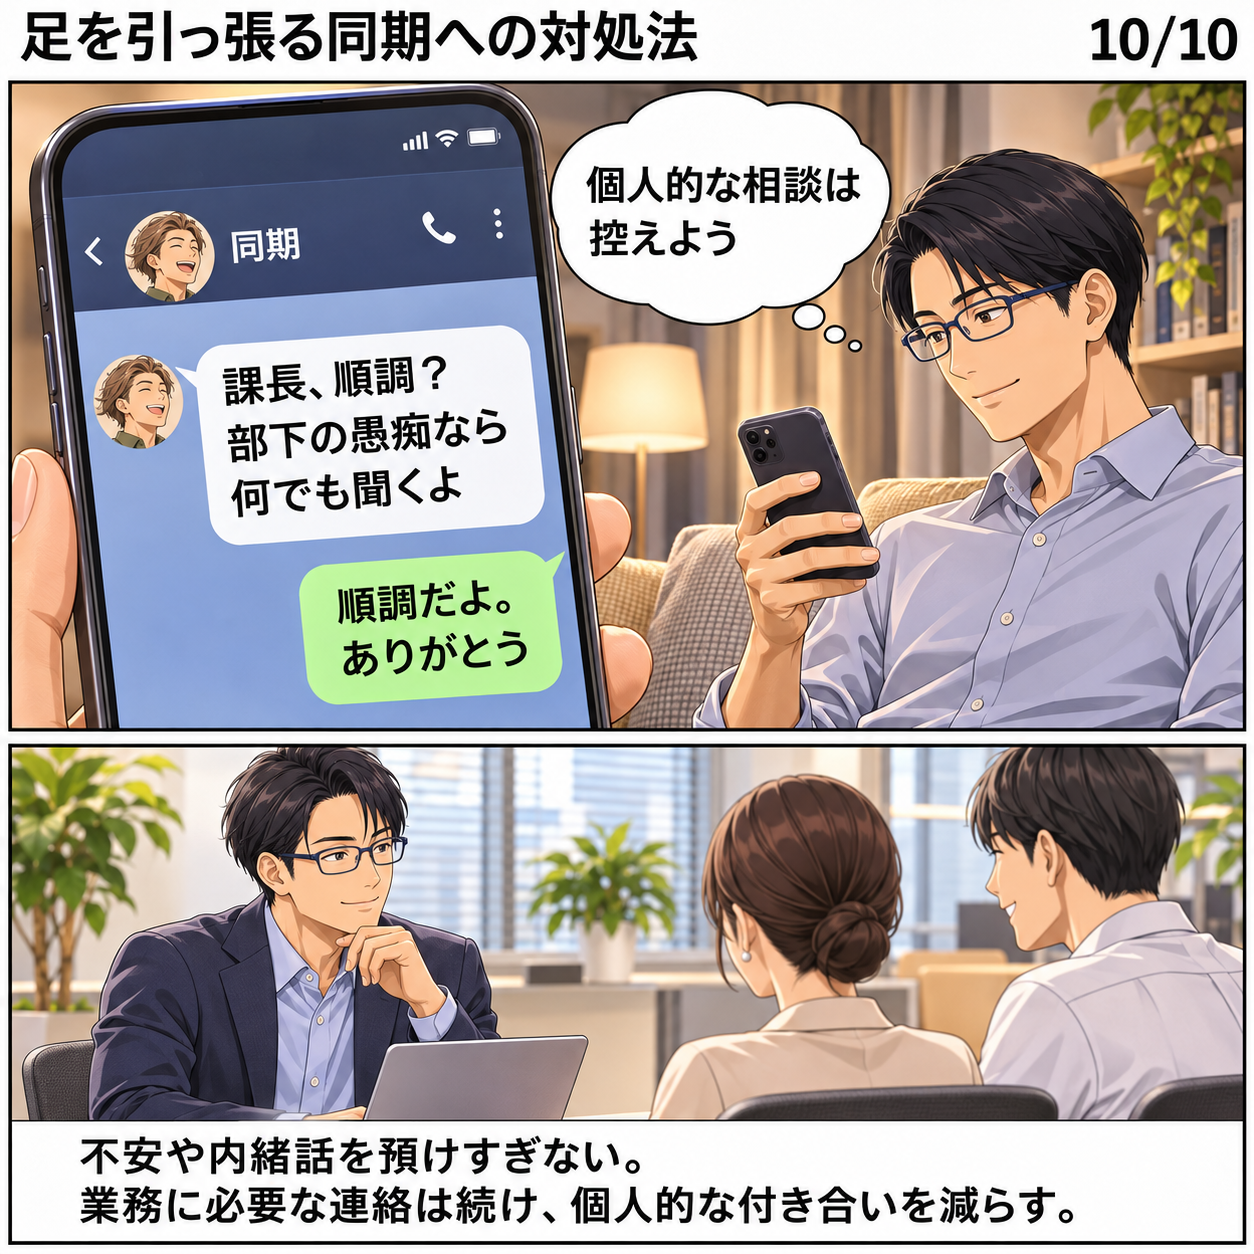 足を引っ張る同期への対処法
10/10
同期
課長、順調？
部下の愚痴なら
何でも聞くよ
順調だよ。
ありがとう
個人的な相談は
控えよう
不安や内緒話を預けすぎない。
業務に必要な連絡は続け、個人的な付き合いを減らす。